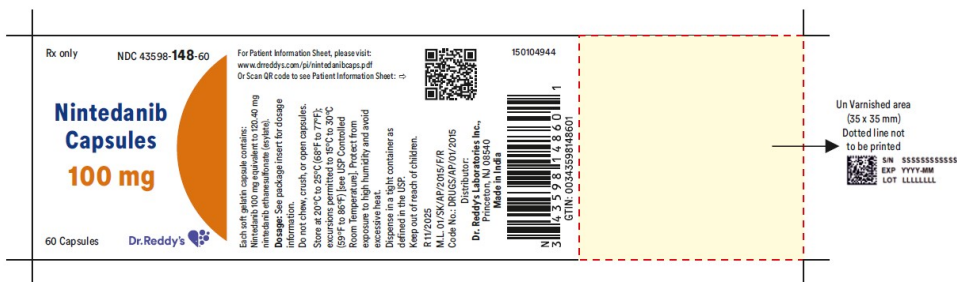 Rx only
NDC 43598-148-60
Nintedanib
Capsules
100 mg
60 Capsules
Dr.Reddy's
For Patient Information Sheet, please visit:
www.dreddys.com/pi/nintedanibcaps.pdf
Or Scan QR code to see Patient Information Sheet: ⇨
Each soft gelatin capsule contains:
Nintedanib 100 mg equivalent to 120.40 mg
nintedanib ethanesulfonate (esylate).
Dosage: See package insert for dosage
information.
Do not chew, crush, or open capsules.
Store at 20°C to 25°C (68°F to 77°F);
excursions permitted to 15°C to 30°C
(59°F to 86°F) [see USP Controlled
Room Temperature]. Protect from
exposure to high humidity and avoid
excessive heat.
Dispense in a tight container as
defined in the USP.
Keep out of reach of children.
R11/2025
M.L. 01/SK/AP/2015/F/R
Code No.: DRUGS/AP/01/2015
Distributor:
Dr. Reddy's Laboratories Inc.,
Princeton, NJ 08540
Made in India
150104944
N
3 43598 14860 1
GTIN: 00343598148601
Un Varnished area
(35 x 35 mm)
Dotted line not
to be printed
S/N SSSSSSSSSSSS
EXP YYYY-MM
LOT LLLLLLLL